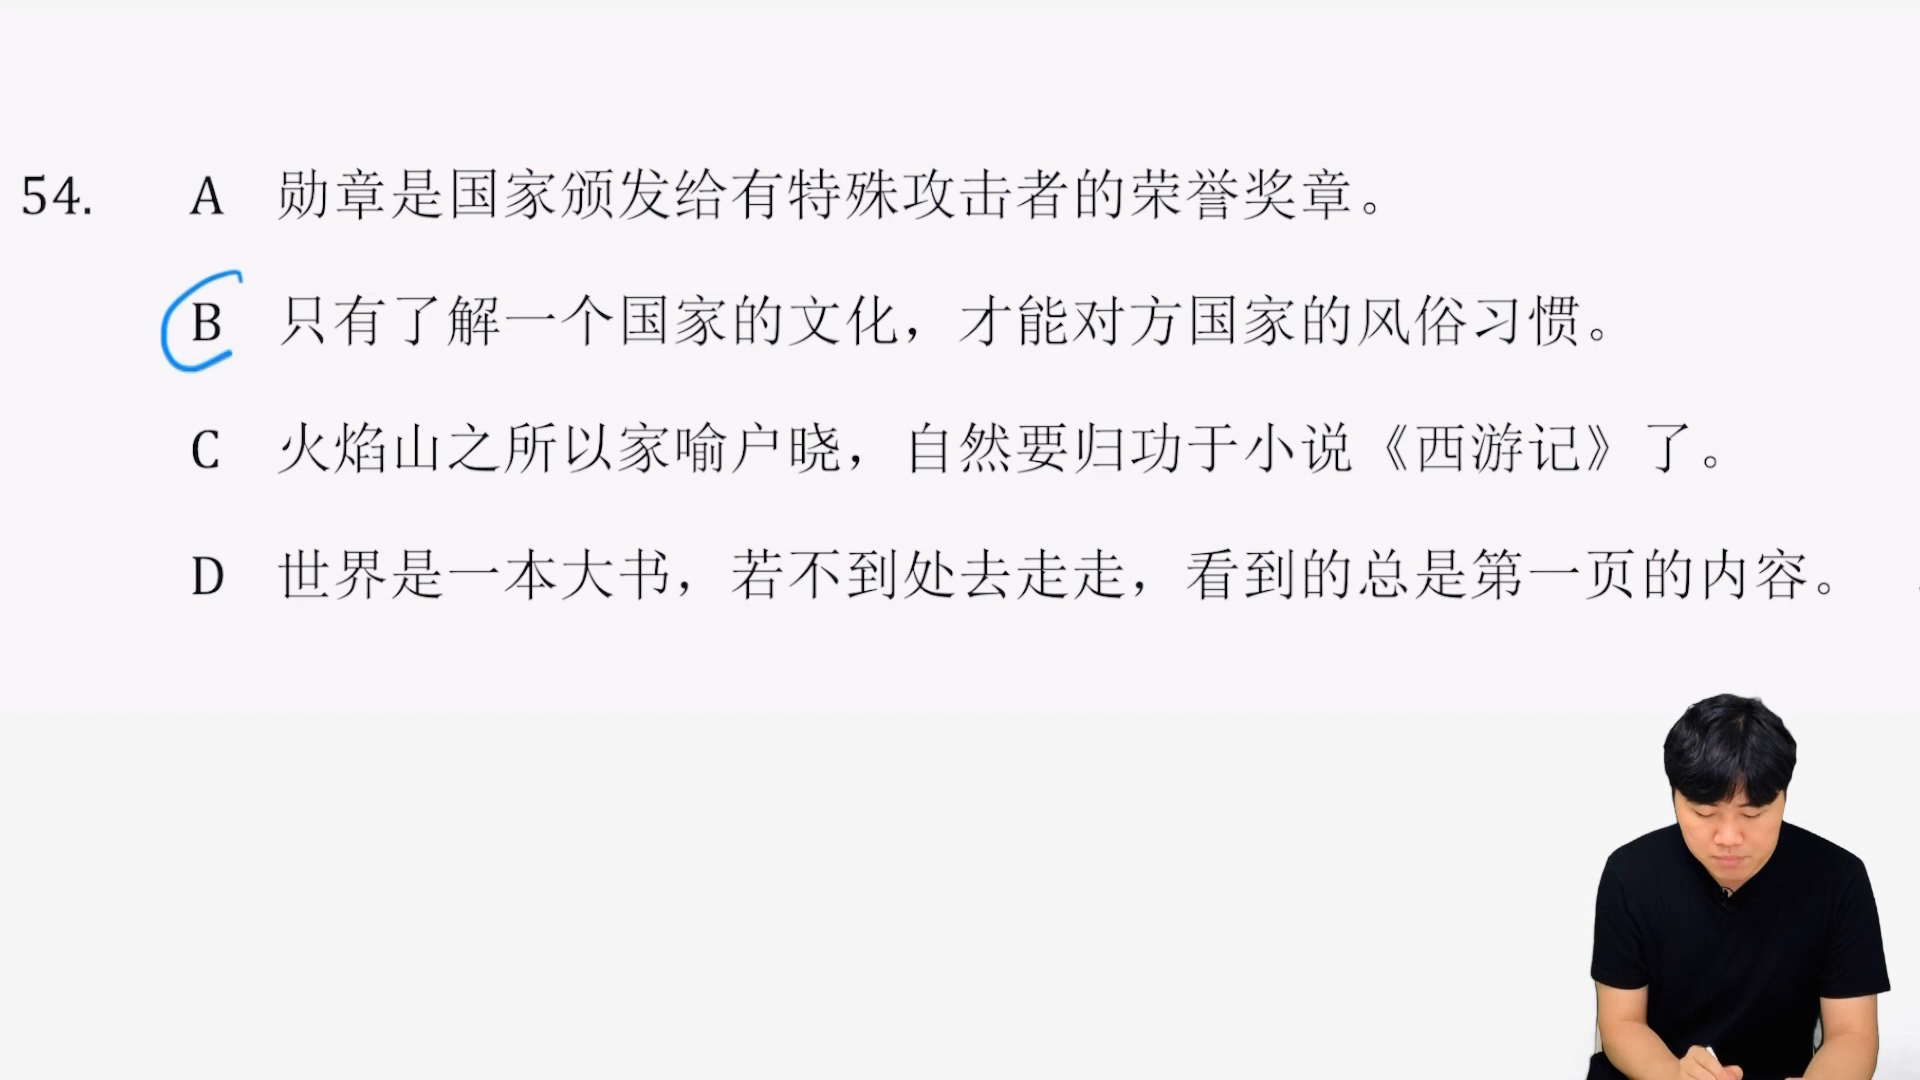 54. A 勋章是国家颁发给有特殊攻击者的荣誉奖章。
B 只有了解一个国家的文化，才能对方国家的风俗习惯。
C 火焰山之所以家喻户晓，自然要归功于小说《西游记》了。
D 世界是一本大书，若不到处去走走，看到的总是第一页的内容。